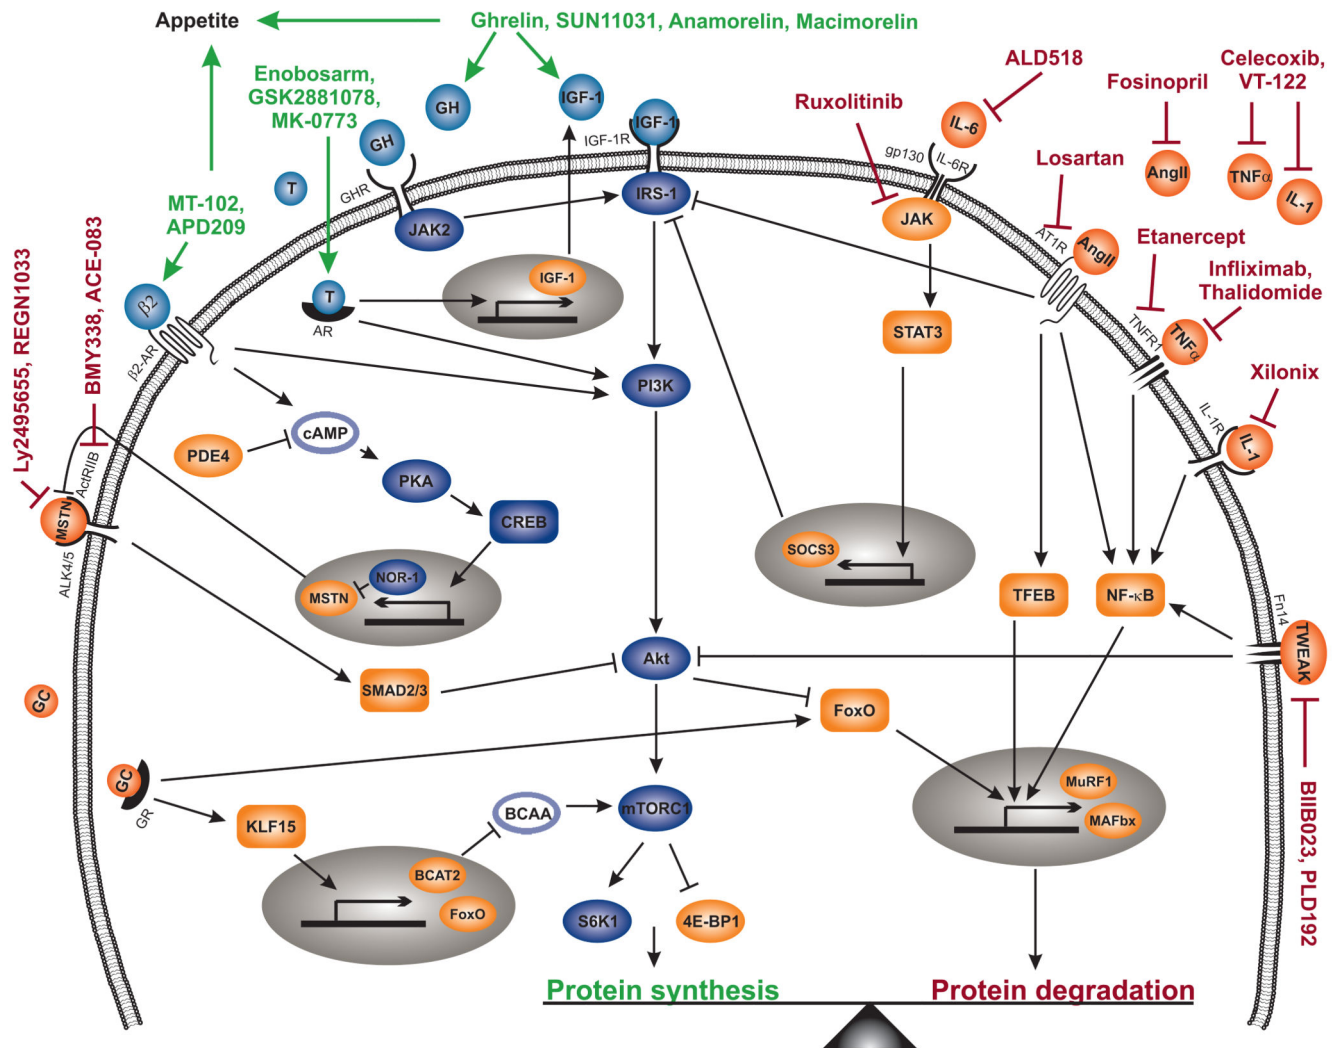 Appetite
Ghrelin, SUN11031, Anamorelin, Macimorelin
Enobosarm,
GSK2881078,
MK-0773
GH
IGF-1
GH
IGF-1
IGF-1R
GHR
T
MT-102,
APD209
Ruxolitinib
ALD518
IL-6
gp130
IL-6R
Fosinopril
AngII
Celecoxib,
VT-122
TNFα
IL-1
Losartan
AT1R
AngII
Etanercept
Infliximab,
Thalidomide
TNFR1
TNFα
Xilonix
IL-1R
IL-1
JAK2
IRS-1
JAK
IGF-1
T
AR
β2
β2-AR
STAT3
PI3K
Ly2495655, REGN1033
BMY338, ACE-083
PDE4
cAMP
PKA
CREB
ActRIIB
MSTN
ALK4/5
NOR-1
MSTN
SOCS3
TFEB
NF-κB
Fn14
TWEAK
Akt
SMAD2/3
FoxO
GC
GC
GR
KLF15
BCAA
mTORC1
MuRF1
MAFbx
BCAT2
FoxO
S6K1
4E-BP1
BIIB023, PLD192
Protein synthesis
Protein degradation